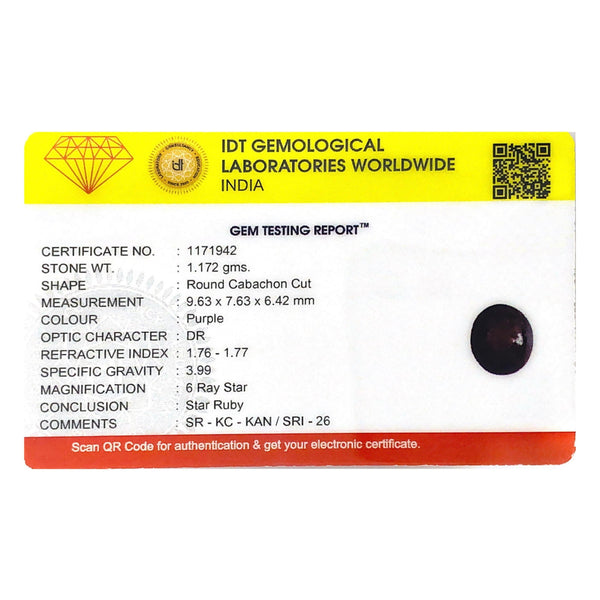 IDT GEMOLOGICAL
LABORATORIES WORLDWIDE
INDIA
idt
GEM TESTING REPORT™
CERTIFICATE NO. : 1171942
STONE WT. : 1.172 gms.
SHAPE : Round Cabachon Cut
MEASUREMENT : 9.63 x 7.63 x 6.42 mm
COLOUR : Purple
OPTIC CHARACTER : DR
REFRACTIVE INDEX : 1.76 - 1.77
SPECIFIC GRAVITY : 3.99
MAGNIFICATION : 6 Ray Star
CONCLUSION : Star Ruby
COMMENTS : SR - KC - KAN / SRI - 26
Scan QR Code for authentication & get your electronic certificate.